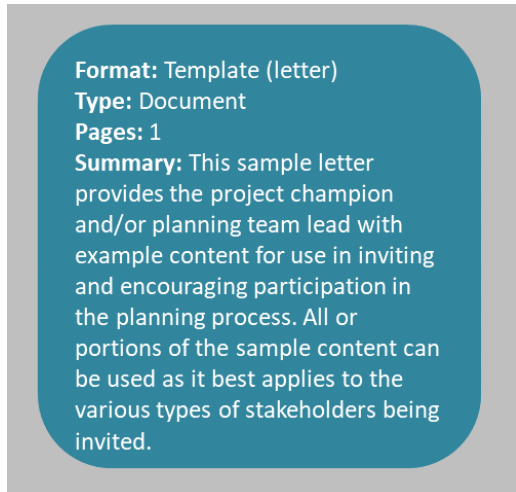 Format: Template (letter)
Type: Document
Pages: 1
Summary: This sample letter
provides the project champion
and/or planning team lead with
example content for use in inviting
and encouraging participation in
the planning process. All or
portions of the sample content can
be used as it best applies to the
various types of stakeholders being
invited.